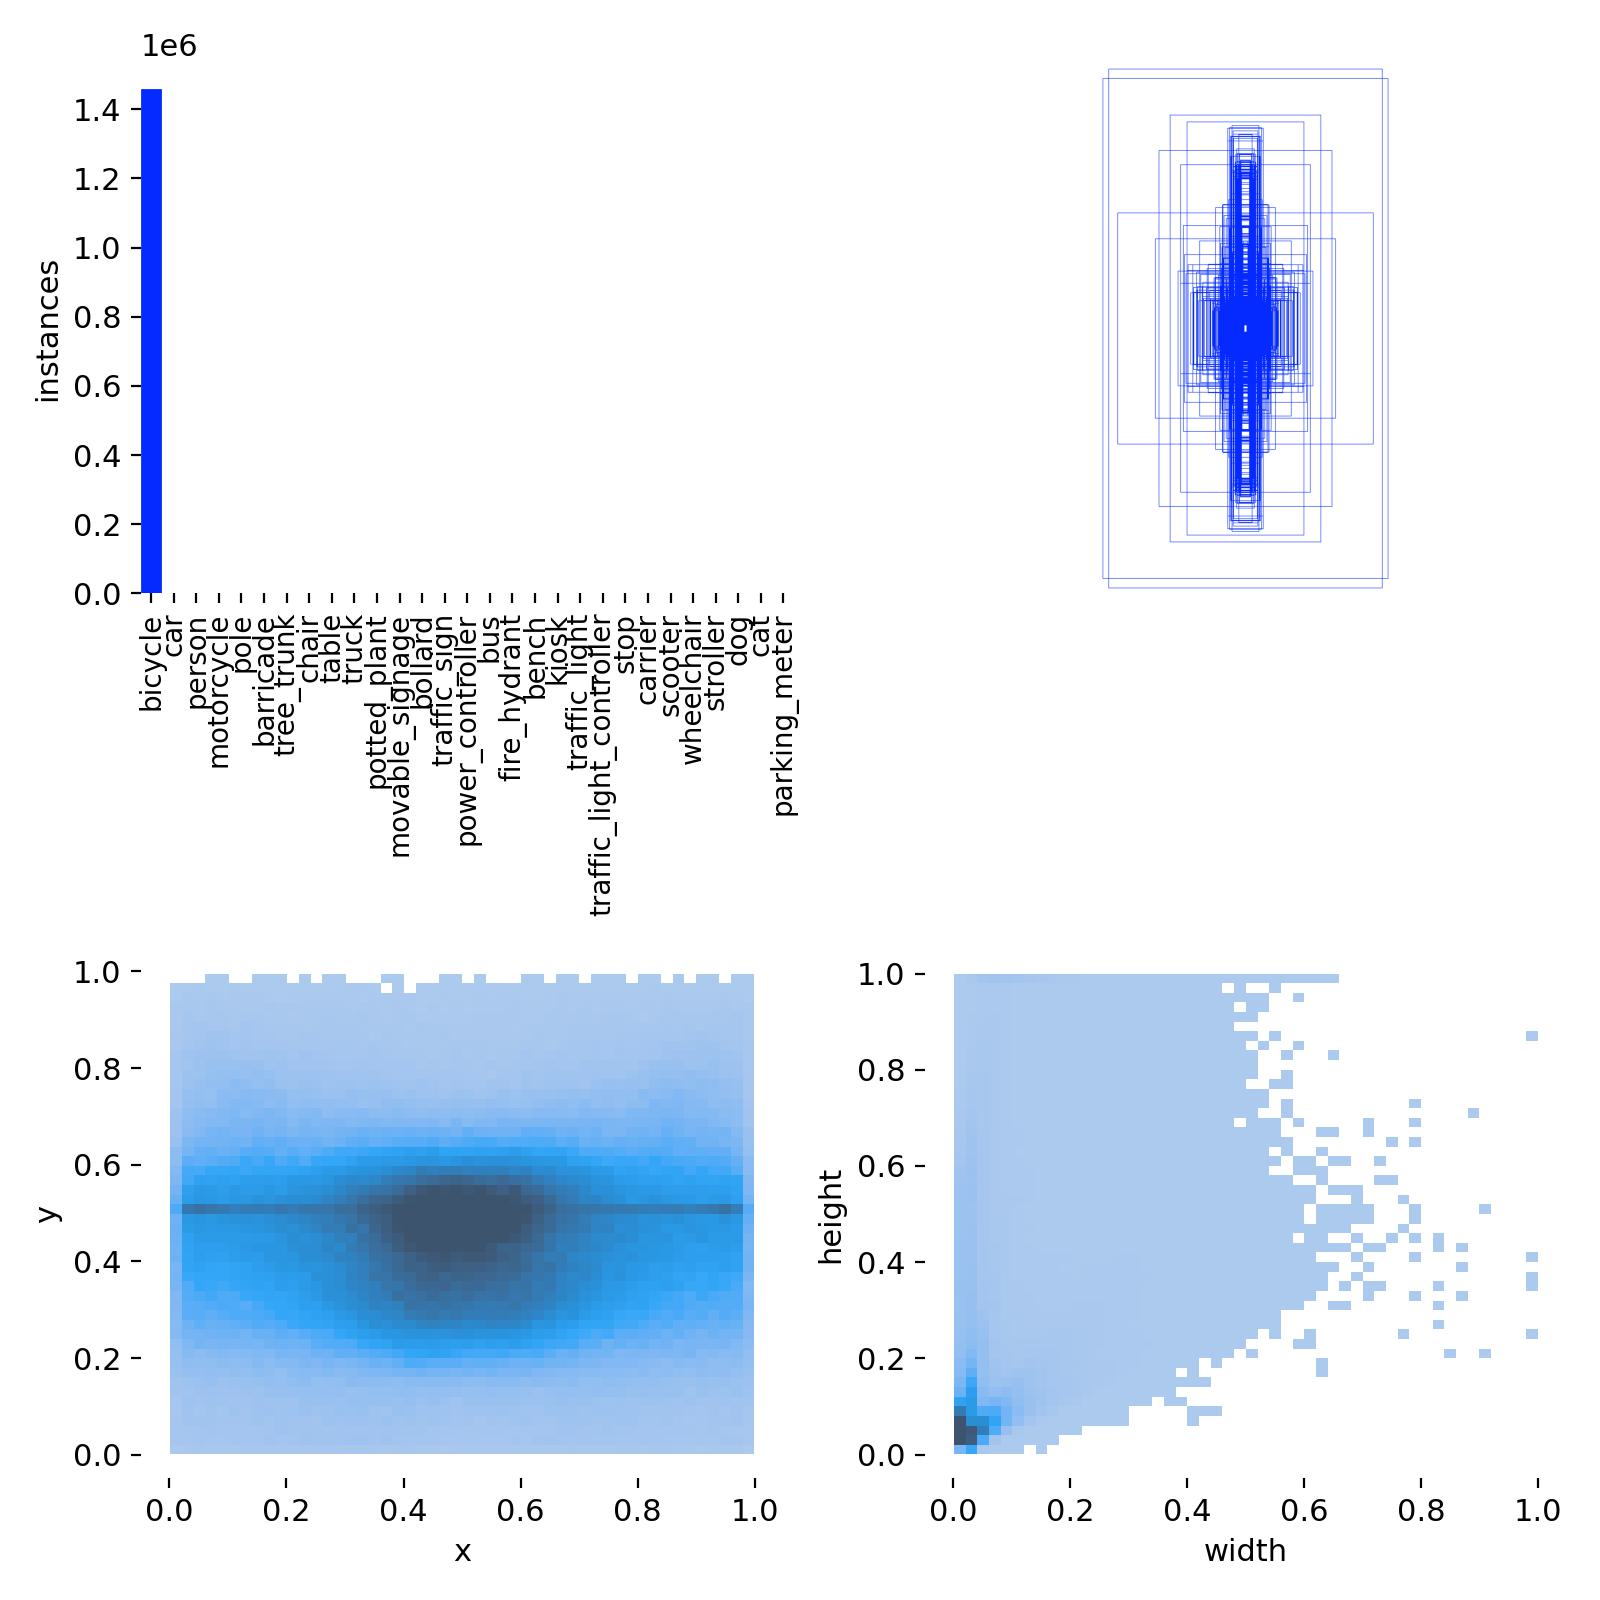 1e6
1.4
1.2
1.0
0.8
0.6
0.4
0.2
0.0
instances
bicycle
car
person
motorcycle
pole
barricade
tree_trunk
chair
table
truck
potted_plant
movable_signage
bollard
traffic_sign
power_controller
bus
fire_hydrant
bench
kiosk
traffic_light
traffic_light_controller
stop
carrier
scooter
wheelchair
stroller
dog
cat
parking_meter
1.0
0.8
0.6
0.4
0.2
0.0
y
0.0 0.2 0.4 0.6 0.8 1.0
x
1.0
0.8
0.6
0.4
0.2
0.0
height
0.0 0.2 0.4 0.6 0.8 1.0
width